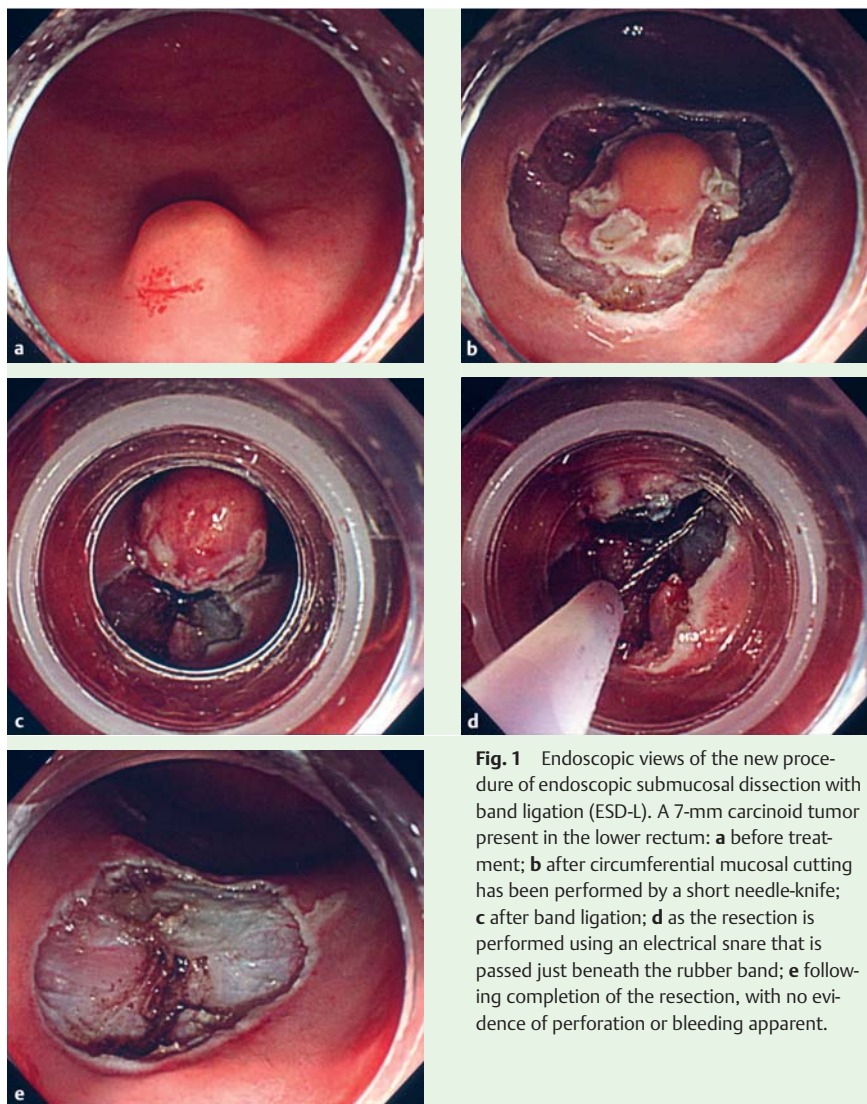 a
b
c
d
Fig. 1 Endoscopic views of the new proce-
dure of endoscopic submucosal dissection with
band ligation (ESD-L). A 7-mm carcinoid tumor
present in the lower rectum: a before treat-
ment; b after circumferential mucosal cutting
has been performed by a short needle-knife;
c after band ligation; d as the resection is
performed using an electrical snare that is
passed just beneath the rubber band; e follow-
ing completion of the resection, with no evi-
dence of perforation or bleeding apparent.
e